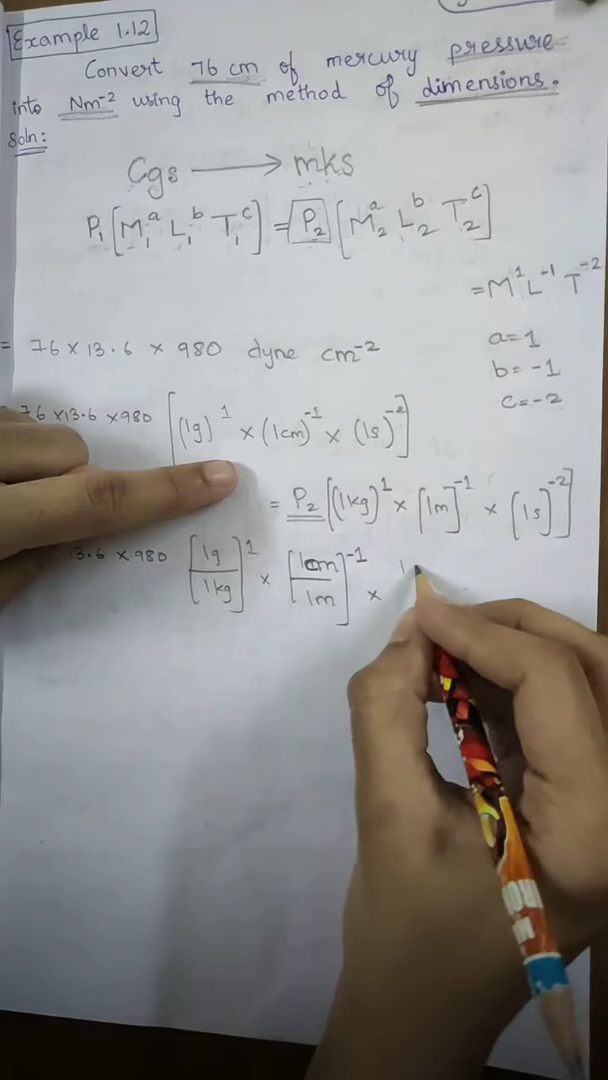 Example 1.12
Convert 76 cm of mercury pressure
into Nm⁻² using the method of dimensions.
Soln:
Cgs ⟶ mks
P₁[M₁ᵃ L₁ᵇ T₁ᶜ] = P₂ [M₂ᵃ L₂ᵇ T₂ᶜ]
= M¹ L⁻¹ T⁻²
= 76 × 13.6 × 980 dyne cm⁻²
a = 1
b = -1
c = -2
76 × 13.6 × 980 [(1g)¹ × (1cm)⁻¹ × (1s)⁻²]
= P₂ [(1kg)¹ × [1m]⁻¹ × (1s)⁻²]
3.6 × 980 [1g/1kg]¹ × [1cm/1m]⁻¹ × 1